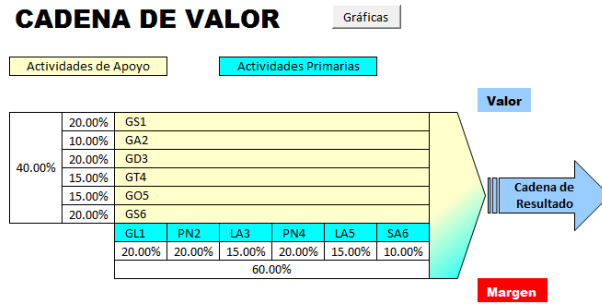 CADENA DE VALOR
Gráficas
Actividades de Apoyo
Actividades Primarias
Valor
40.00%
20.00% GS1
10.00% GA2
20.00% GD3
15.00% GT4
15.00% GO5
20.00% GS6
GL1 PN2 LA3 PN4 LA5 SA6
20.00% 20.00% 15.00% 20.00% 15.00% 10.00%
60.00%
Cadena de
Resultado
Margen